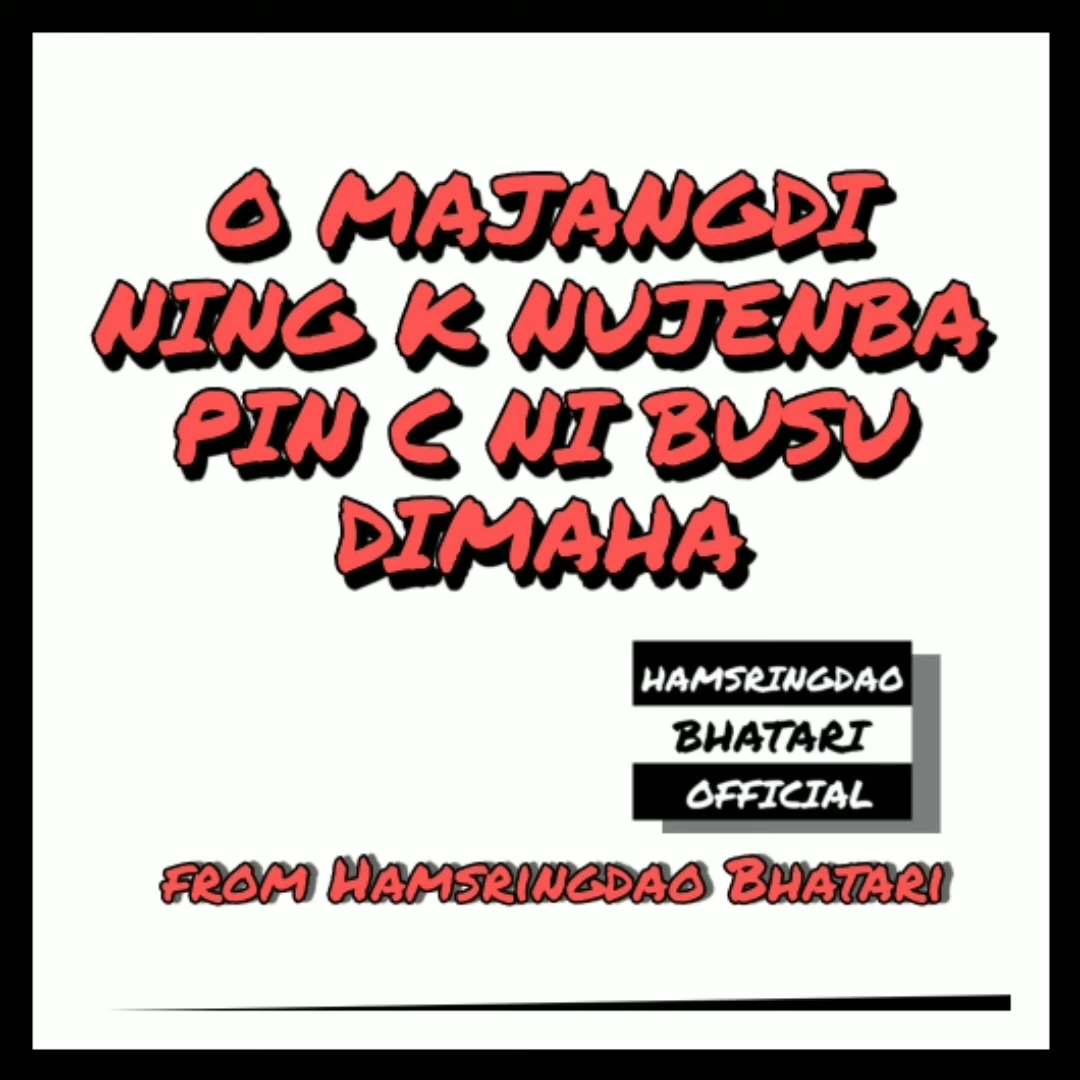 O MAJANGDI
NING K NUJENBA
PIN C NI BUSU
DIMAHA
HAMSRINGDAO
BHATARI
OFFICIAL
FROM HAMSRINGDAO BHATARI